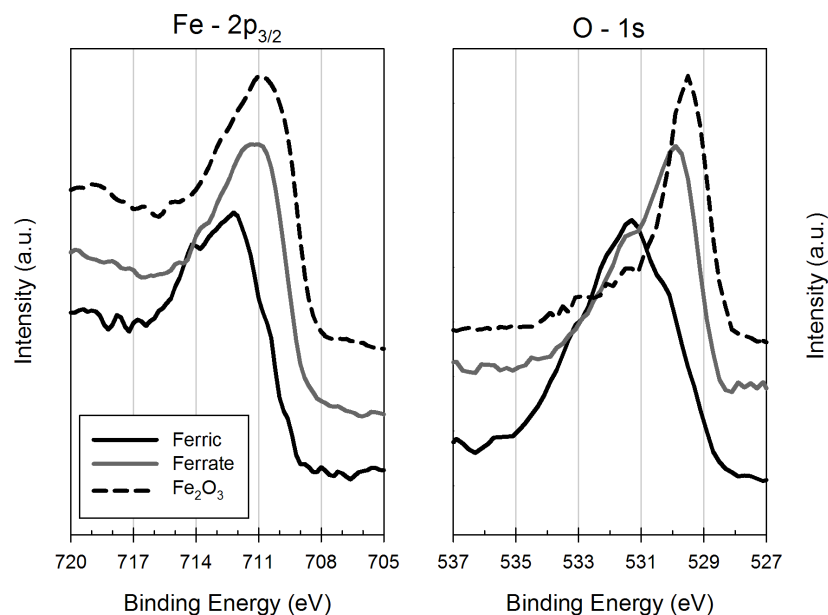 Fe - 2p3/2
O - 1s
Intensity (a.u.)
Ferric
Ferrate
Fe2O3
720 717 714 711 708 705
Binding Energy (eV)
Intensity (a.u.)
537 535 533 531 529 527
Binding Energy (eV)
Intensity (a.u.)